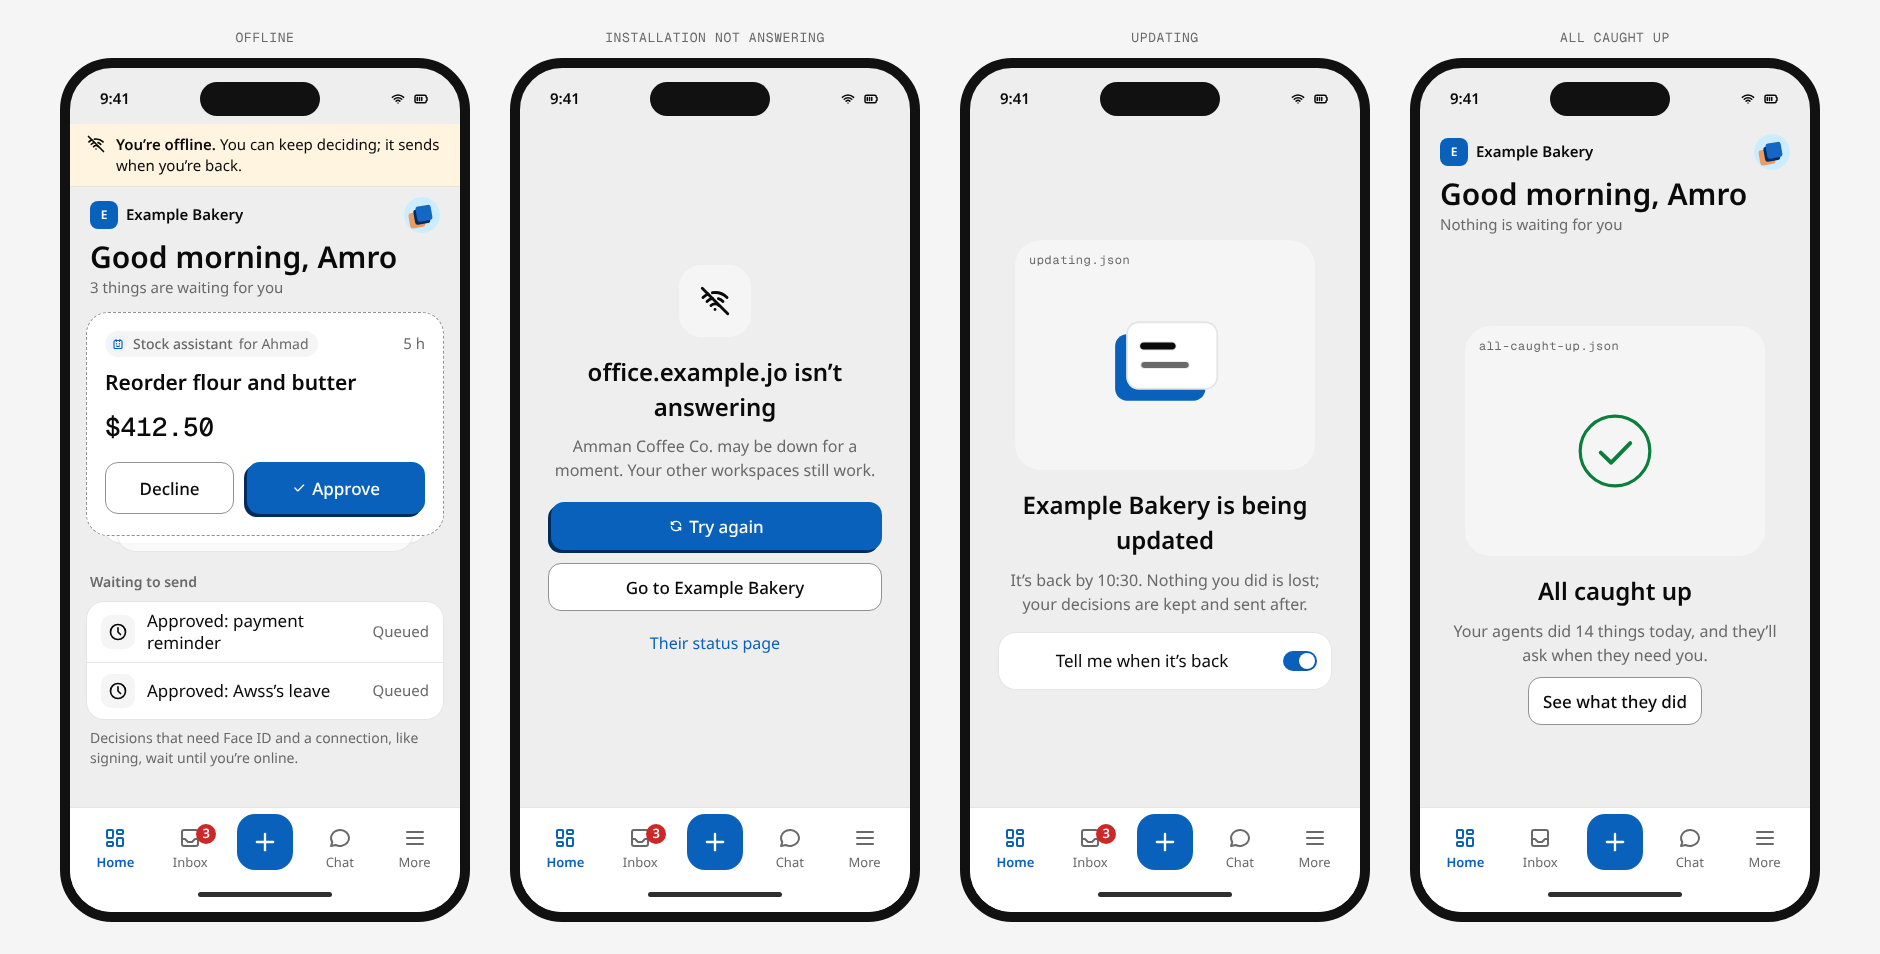 OFFLINE
9:41
You're offline. You can keep deciding; it sends
when you're back.
E Example Bakery
Good morning, Amro
3 things are waiting for you
Stock assistant for Ahmad 5 h
Reorder flour and butter
$412.50
Decline Approve
Waiting to send
Approved: payment
reminder Queued
Approved: Awss's leave Queued
Decisions that need Face ID and a connection, like
signing, wait until you're online.
3
Home Inbox Chat More
INSTALLATION NOT ANSWERING
9:41
office.example.jo isn't
answering
Amman Coffee Co. may be down for a
moment. Your other workspaces still work.
Try again
Go to Example Bakery
Their status page
3
Home Inbox Chat More
UPDATING
9:41
updating.json
Example Bakery is being
updated
It's back by 10:30. Nothing you did is lost;
your decisions are kept and sent after.
Tell me when it's back
3
Home Inbox Chat More
ALL CAUGHT UP
9:41
E Example Bakery
Good morning, Amro
Nothing is waiting for you
all-caught-up.json
All caught up
Your agents did 14 things today, and they'll
ask when they need you.
See what they did
Home Inbox Chat More